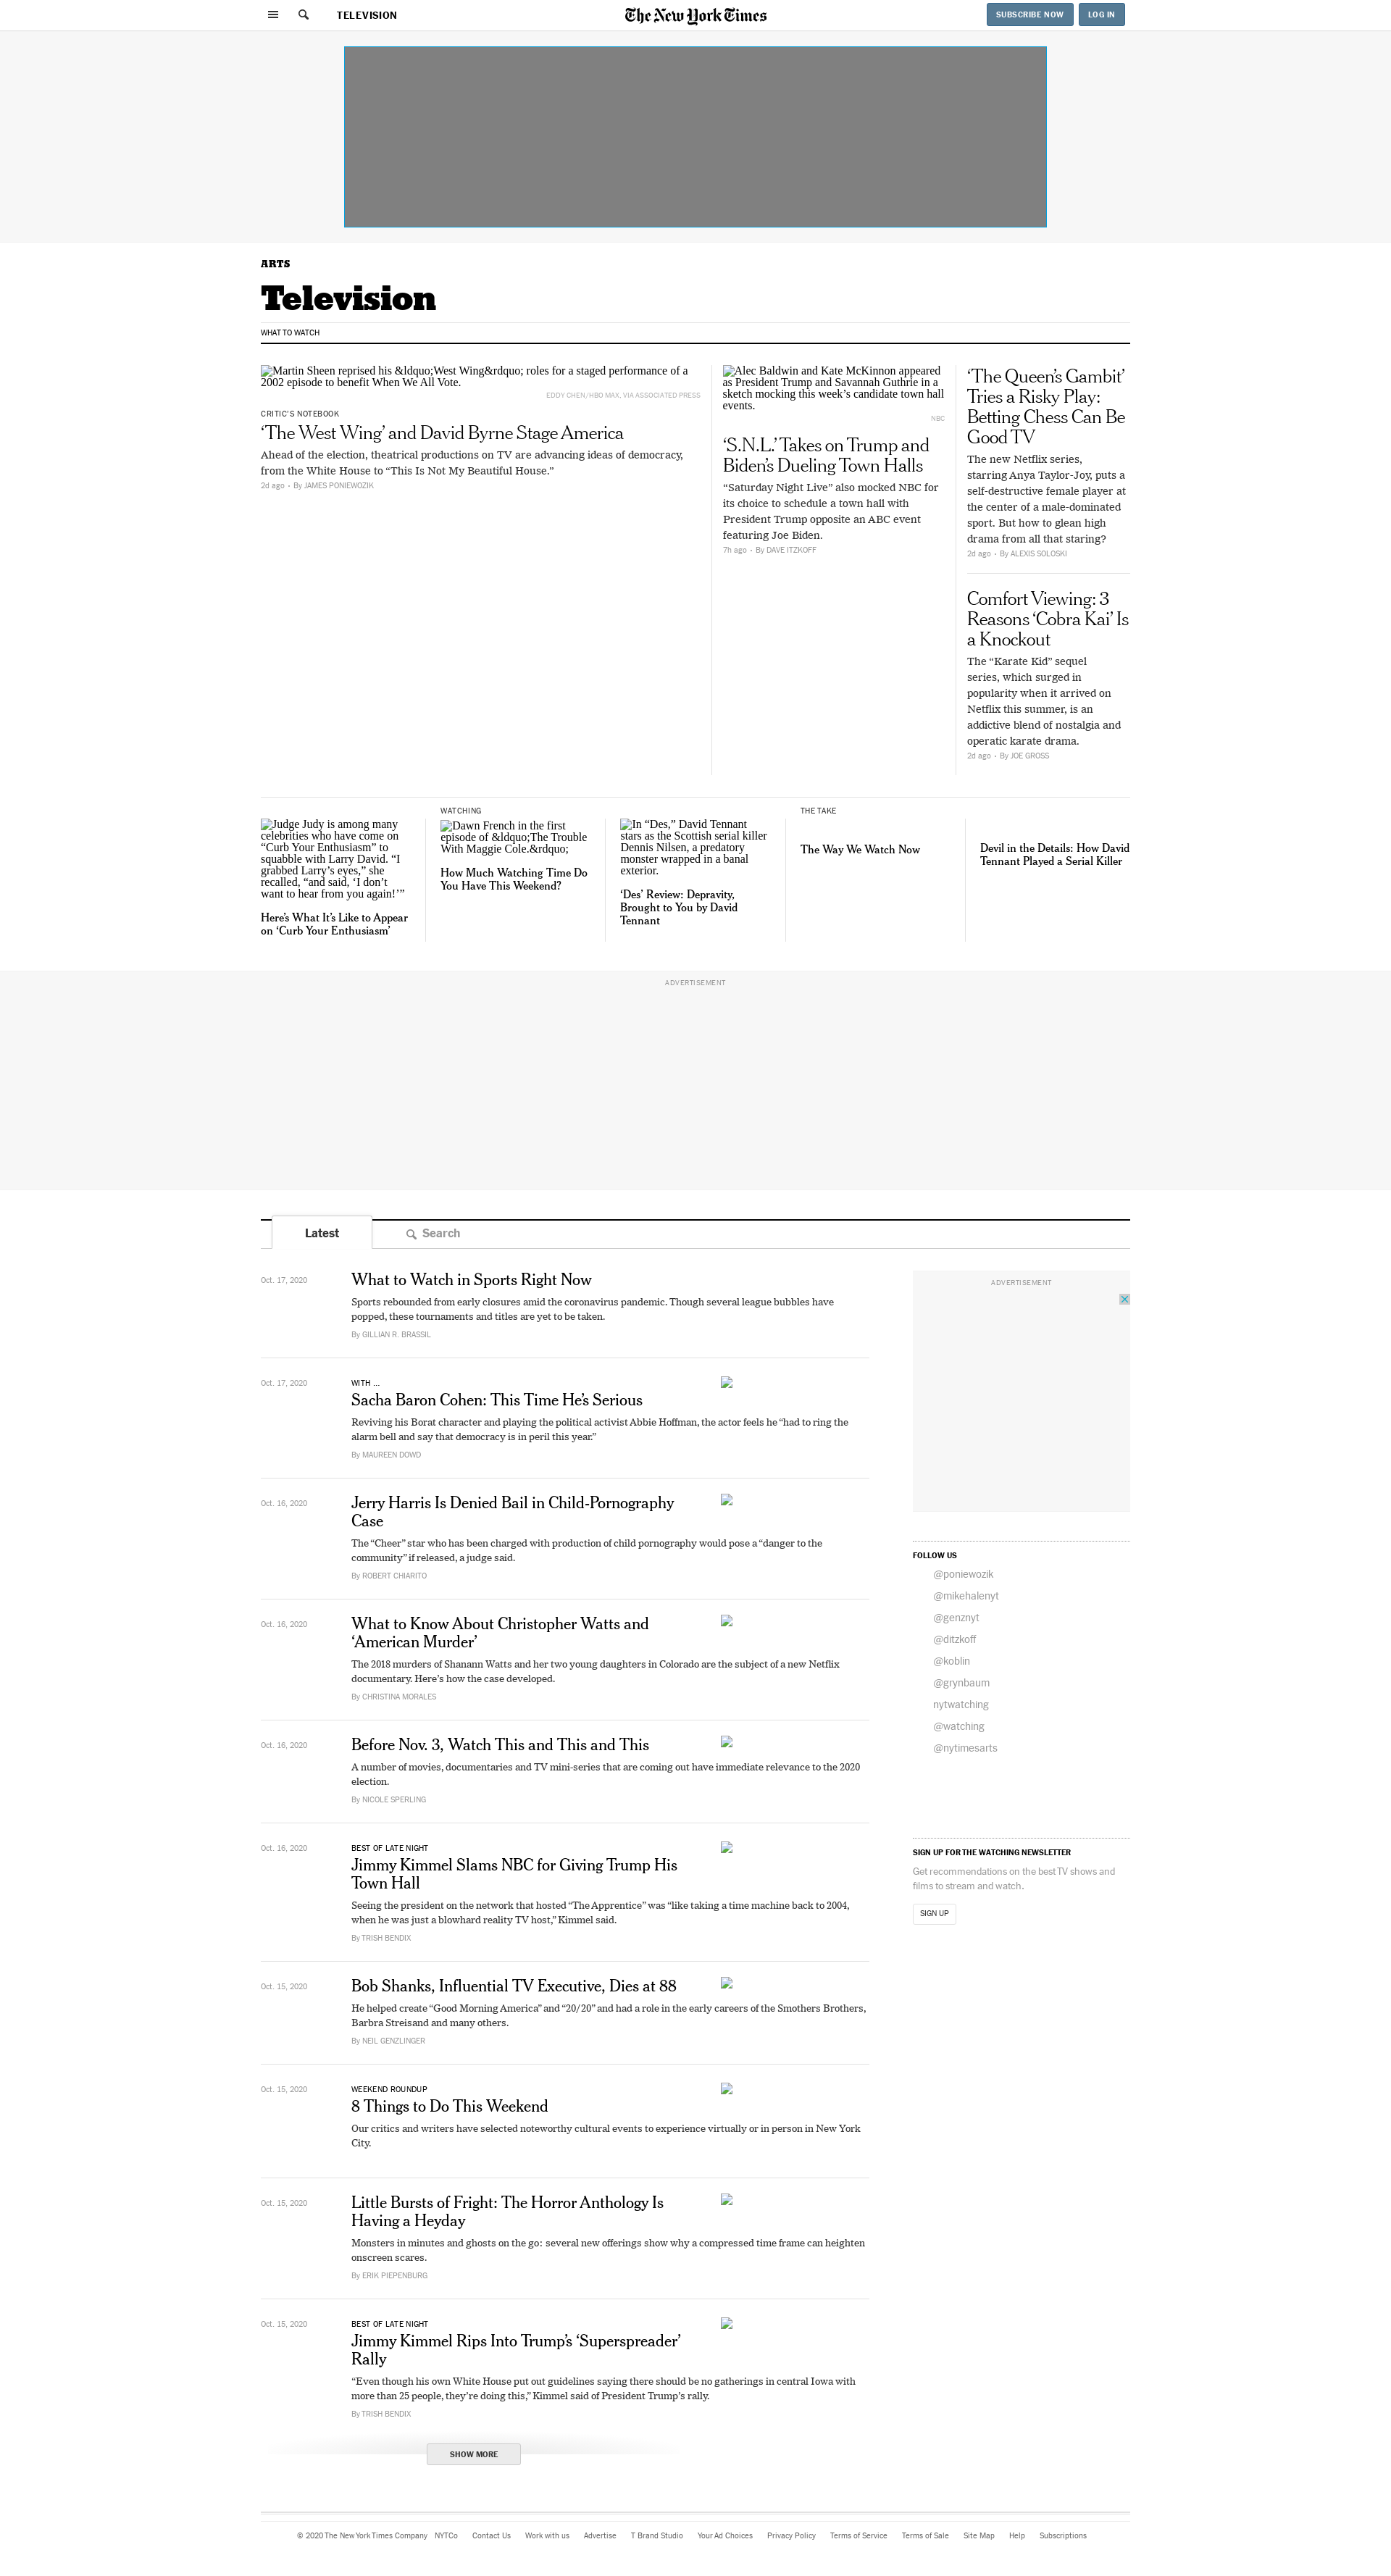 TELEVISION
The New York Times
SUBSCRIBE NOW
LOG IN
ARTS
Television
WHAT TO WATCH
Martin Sheen reprised his &ldquo;West Wing&rdquo; roles for a staged performance of a
2002 episode to benefit When We All Vote.
EDDY CHEN/HBO MAX, VIA ASSOCIATED PRESS
CRITIC'S NOTEBOOK
‘The West Wing’ and David Byrne Stage America
Ahead of the election, theatrical productions on TV are advancing ideas of democracy,
from the White House to “This Is Not My Beautiful House.”
2d ago • By JAMES PONIEWOZIK
Alec Baldwin and Kate McKinnon appeared
as President Trump and Savannah Guthrie in a
sketch mocking this week’s candidate town hall
events.
NBC
‘S.N.L.’ Takes on Trump and
Biden’s Dueling Town Halls
“Saturday Night Live” also mocked NBC for
its choice to schedule a town hall with
President Trump opposite an ABC event
featuring Joe Biden.
7h ago • By DAVE ITZKOFF
‘The Queen’s Gambit’
Tries a Risky Play:
Betting Chess Can Be
Good TV
The new Netflix series,
starring Anya Taylor-Joy, puts a
self-destructive female player at
the center of a male-dominated
sport. But how to glean high
drama from all that staring?
2d ago • By ALEXIS SOLOSKI
Comfort Viewing: 3
Reasons ‘Cobra Kai’ Is
a Knockout
The “Karate Kid” sequel
series, which surged in
popularity when it arrived on
Netflix this summer, is an
addictive blend of nostalgia and
operatic karate drama.
2d ago • By JOE GROSS
Judge Judy is among many
celebrities who have come on
“Curb Your Enthusiasm” to
squabble with Larry David. “I
grabbed Larry’s eyes,” she
recalled, “and said, ‘I don’t
want to hear from you again!’”
Here’s What It’s Like to Appear
on ‘Curb Your Enthusiasm’
WATCHING
Dawn French in the first
episode of &ldquo;The Trouble
With Maggie Cole.&rdquo;
How Much Watching Time Do
You Have This Weekend?
In “Des,” David Tennant
stars as the Scottish serial killer
Dennis Nilsen, a predatory
monster wrapped in a banal
exterior.
‘Des’ Review: Depravity,
Brought to You by David
Tennant
THE TAKE
The Way We Watch Now
Devil in the Details: How David
Tennant Played a Serial Killer
ADVERTISEMENT
Latest
Search
Oct. 17, 2020
What to Watch in Sports Right Now
Sports rebounded from early closures amid the coronavirus pandemic. Though several league bubbles have
popped, these tournaments and titles are yet to be taken.
By GILLIAN R. BRASSIL
Oct. 17, 2020
WITH ...
Sacha Baron Cohen: This Time He’s Serious
Reviving his Borat character and playing the political activist Abbie Hoffman, the actor feels he “had to ring the
alarm bell and say that democracy is in peril this year.”
By MAUREEN DOWD
Oct. 16, 2020
Jerry Harris Is Denied Bail in Child-Pornography
Case
The “Cheer” star who has been charged with production of child pornography would pose a “danger to the
community” if released, a judge said.
By ROBERT CHIARITO
Oct. 16, 2020
What to Know About Christopher Watts and
‘American Murder’
The 2018 murders of Shanann Watts and her two young daughters in Colorado are the subject of a new Netflix
documentary. Here’s how the case developed.
By CHRISTINA MORALES
Oct. 16, 2020
Before Nov. 3, Watch This and This and This
A number of movies, documentaries and TV mini-series that are coming out have immediate relevance to the 2020
election.
By NICOLE SPERLING
Oct. 16, 2020
BEST OF LATE NIGHT
Jimmy Kimmel Slams NBC for Giving Trump His
Town Hall
Seeing the president on the network that hosted “The Apprentice” was “like taking a time machine back to 2004,
when he was just a blowhard reality TV host,” Kimmel said.
By TRISH BENDIX
Oct. 15, 2020
Bob Shanks, Influential TV Executive, Dies at 88
He helped create “Good Morning America” and “20/20” and had a role in the early careers of the Smothers Brothers,
Barbra Streisand and many others.
By NEIL GENZLINGER
Oct. 15, 2020
WEEKEND ROUNDUP
8 Things to Do This Weekend
Our critics and writers have selected noteworthy cultural events to experience virtually or in person in New York
City.
Oct. 15, 2020
Little Bursts of Fright: The Horror Anthology Is
Having a Heyday
Monsters in minutes and ghosts on the go: several new offerings show why a compressed time frame can heighten
onscreen scares.
By ERIK PIEPENBURG
Oct. 15, 2020
BEST OF LATE NIGHT
Jimmy Kimmel Rips Into Trump’s ‘Superspreader’
Rally
“Even though his own White House put out guidelines saying there should be no gatherings in central Iowa with
more than 25 people, they’re doing this,” Kimmel said of President Trump’s rally.
By TRISH BENDIX
SHOW MORE
ADVERTISEMENT
FOLLOW US
@poniewozik
@mikehalenyt
@genznyt
@ditzkoff
@koblin
@grynbaum
nytwatching
@watching
@nytimesarts
SIGN UP FOR THE WATCHING NEWSLETTER
Get recommendations on the best TV shows and
films to stream and watch.
SIGN UP
© 2020 The New York Times Company NYTCo Contact Us Work with us Advertise T Brand Studio Your Ad Choices Privacy Policy Terms of Service Terms of Sale Site Map Help Subscriptions